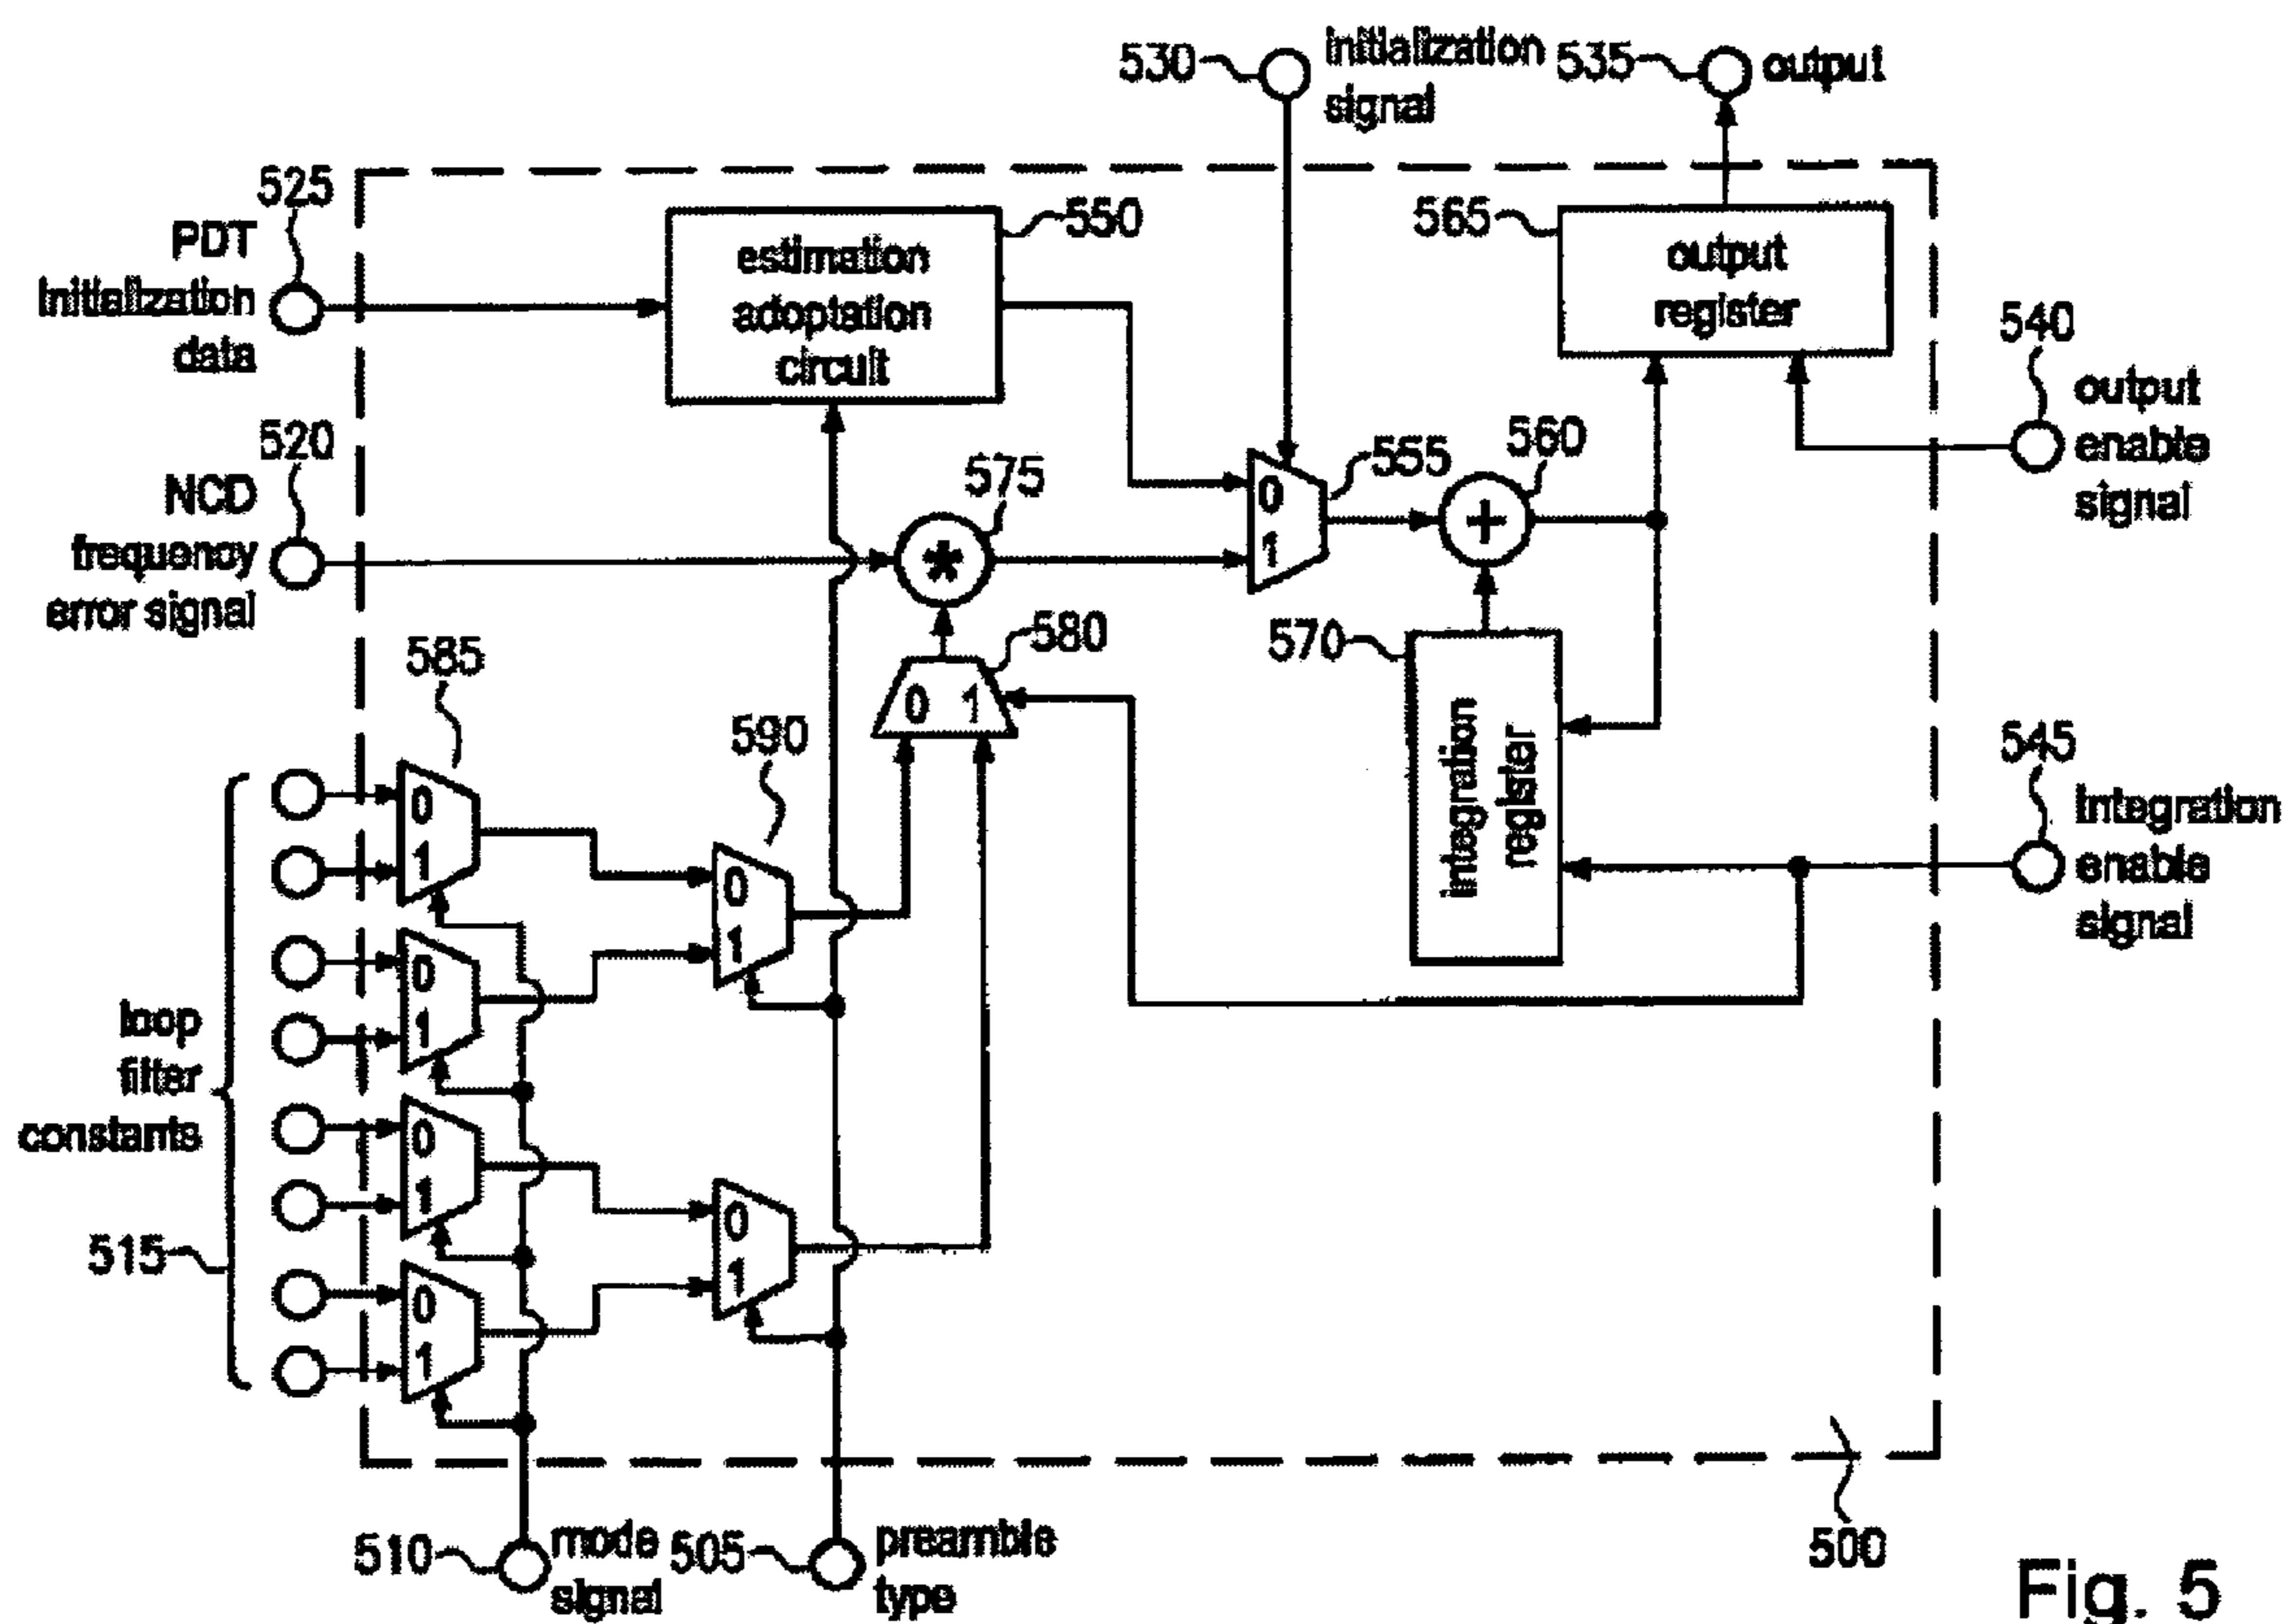 530
initialization
signal
535
output
525
PDT
initialization
data
estimation
adoptation
circuit
550
565
output
register
540
output
enable
signal
520
NCD
frequency
error signal
575
*
0
1
555
560
+
585
590
0 1
580
570
integration
register
545
integration
enable
signal
loop
filter
constants
515
0
1
0
1
0
1
0
1
0
1
0
1
510
mode
signal
505
preamble
type
500
Fig. 5